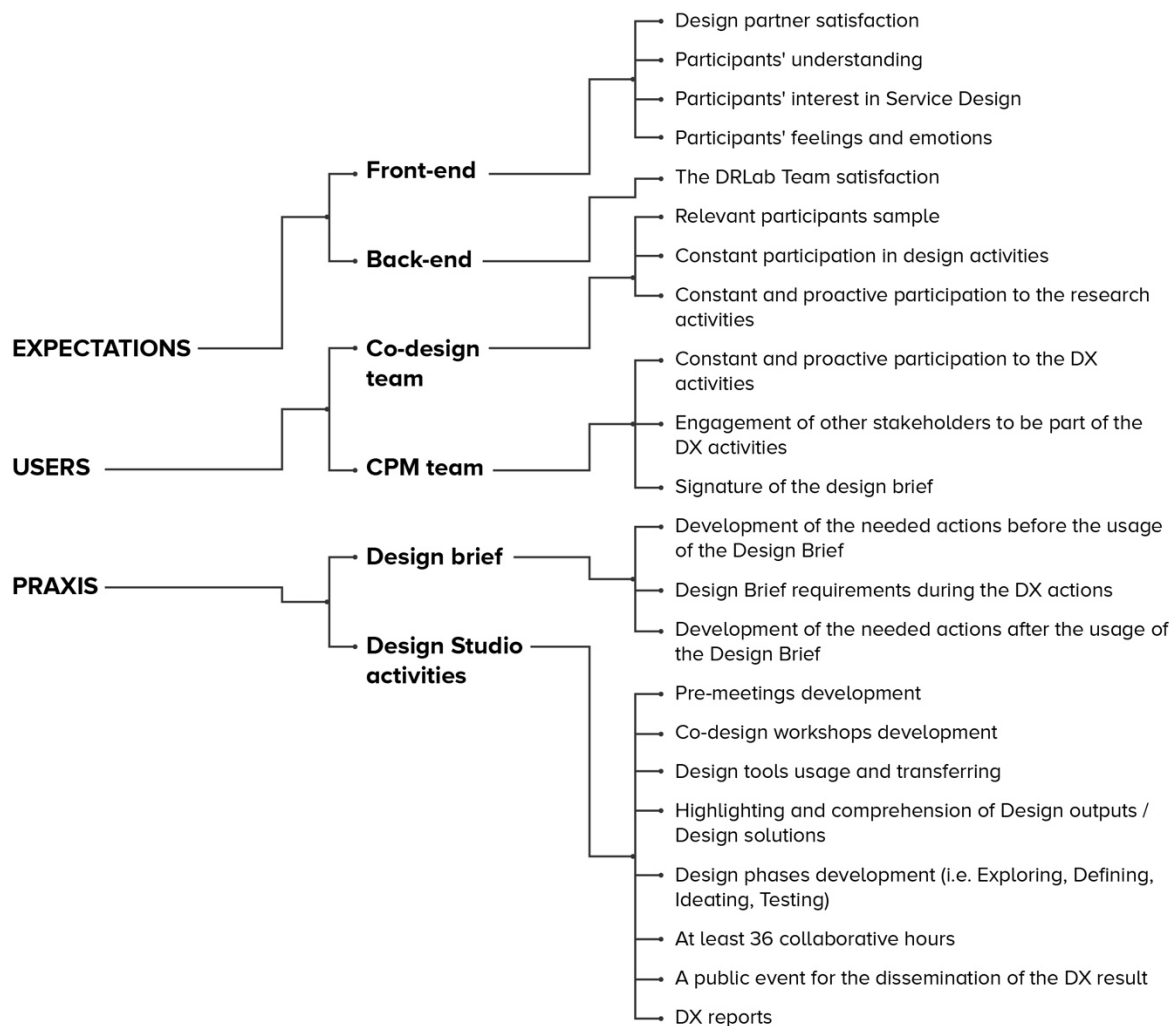 EXPECTATIONS
Front-end
Design partner satisfaction
Participants' understanding
Participants' interest in Service Design
Participants' feelings and emotions
Back-end
The DRLab Team satisfaction
USERS
Co-design
team
Relevant participants sample
Constant participation in design activities
Constant and proactive participation to the research
activities
CPM team
Constant and proactive participation to the DX
activities
Engagement of other stakeholders to be part of the
DX activities
Signature of the design brief
PRAXIS
Design brief
Development of the needed actions before the usage
of the Design Brief
Design Brief requirements during the DX actions
Development of the needed actions after the usage of
the Design Brief
Design Studio
activities
Pre-meetings development
Co-design workshops development
Design tools usage and transferring
Highlighting and comprehension of Design outputs /
Design solutions
Design phases development (i.e. Exploring, Defining,
Ideating, Testing)
At least 36 collaborative hours
A public event for the dissemination of the DX result
DX reports